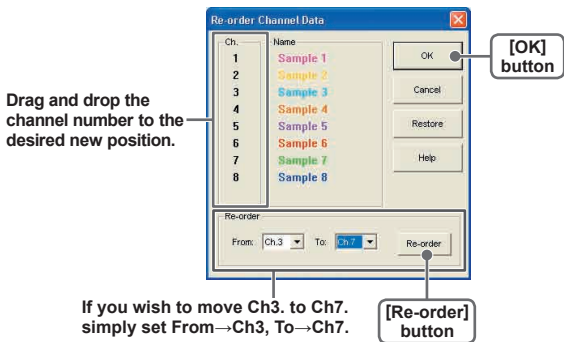 Re-order Channel Data
Ch. Name
1 Sample 1
2 Sample 2
3 Sample 3
4 Sample 4
5 Sample 5
6 Sample 6
7 Sample 7
8 Sample 8
OK
Cancel
Restore
Help
[OK]
button
Drag and drop the
channel number to the
desired new position.
Re-order
From: Ch.3 To: Ch.7 Re-order
If you wish to move Ch3. to Ch7.
simply set From→Ch3, To→Ch7.
[Re-order]
button